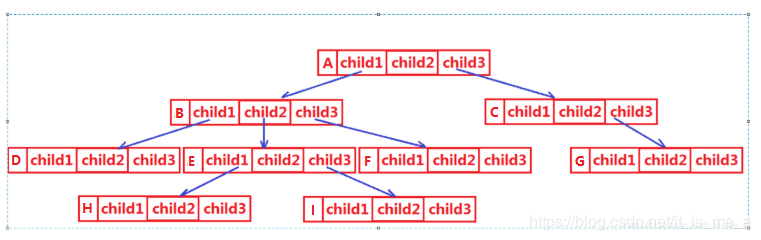 A child1 child2 child3
B child1 child2 child3 C child1 child2 child3
D child1 child2 child3 E child1 child2 child3 F child1 child2 child3 G child1 child2 child3
H child1 child2 child3 I child1 child2 child3
https://blog.csdn.net/it_is_me_a